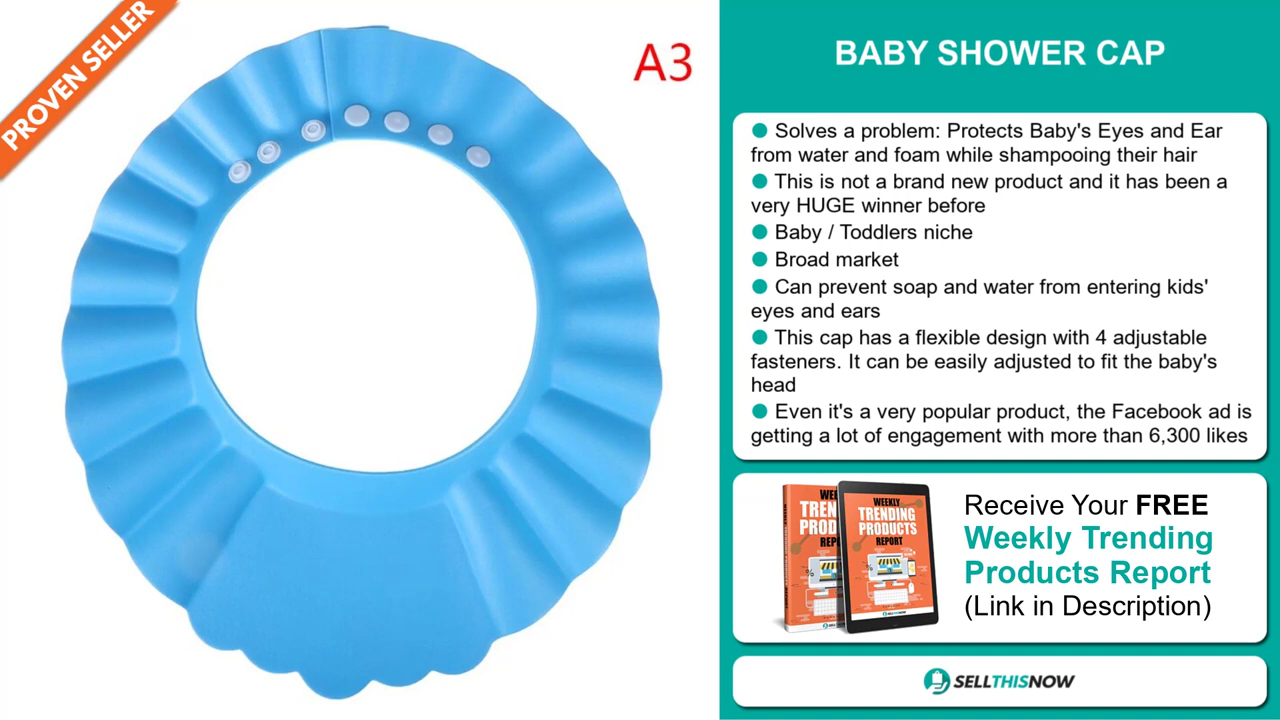 PROVEN SELLER
A3
BABY SHOWER CAP
● Solves a problem: Protects Baby's Eyes and Ear
from water and foam while shampooing their hair
● This is not a brand new product and it has been a
very HUGE winner before
● Baby / Toddlers niche
● Broad market
● Can prevent soap and water from entering kids'
eyes and ears
● This cap has a flexible design with 4 adjustable
fasteners. It can be easily adjusted to fit the baby's
head
● Even it's a very popular product, the Facebook ad is
getting a lot of engagement with more than 6,300 likes
WEEKLY
TRENDING
PRODUCTS
REPORT
Receive Your FREE
Weekly Trending
Products Report
(Link in Description)
SELLTHISNOW